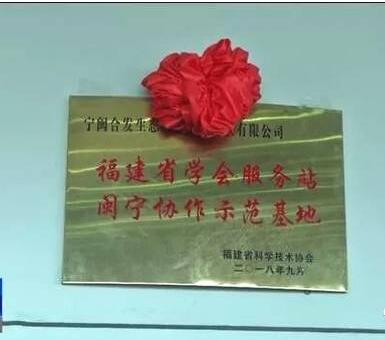 宁闽合发生态 有限公司
福建省学会服务站
闽宁协作示范基地
福建省科学技术协会
二〇一八年九月